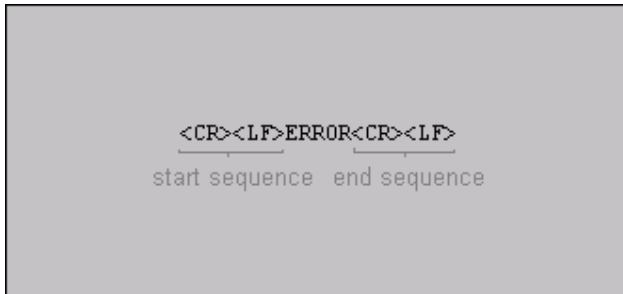 <CR><LF>ERROR<CR><LF>
start sequence end sequence